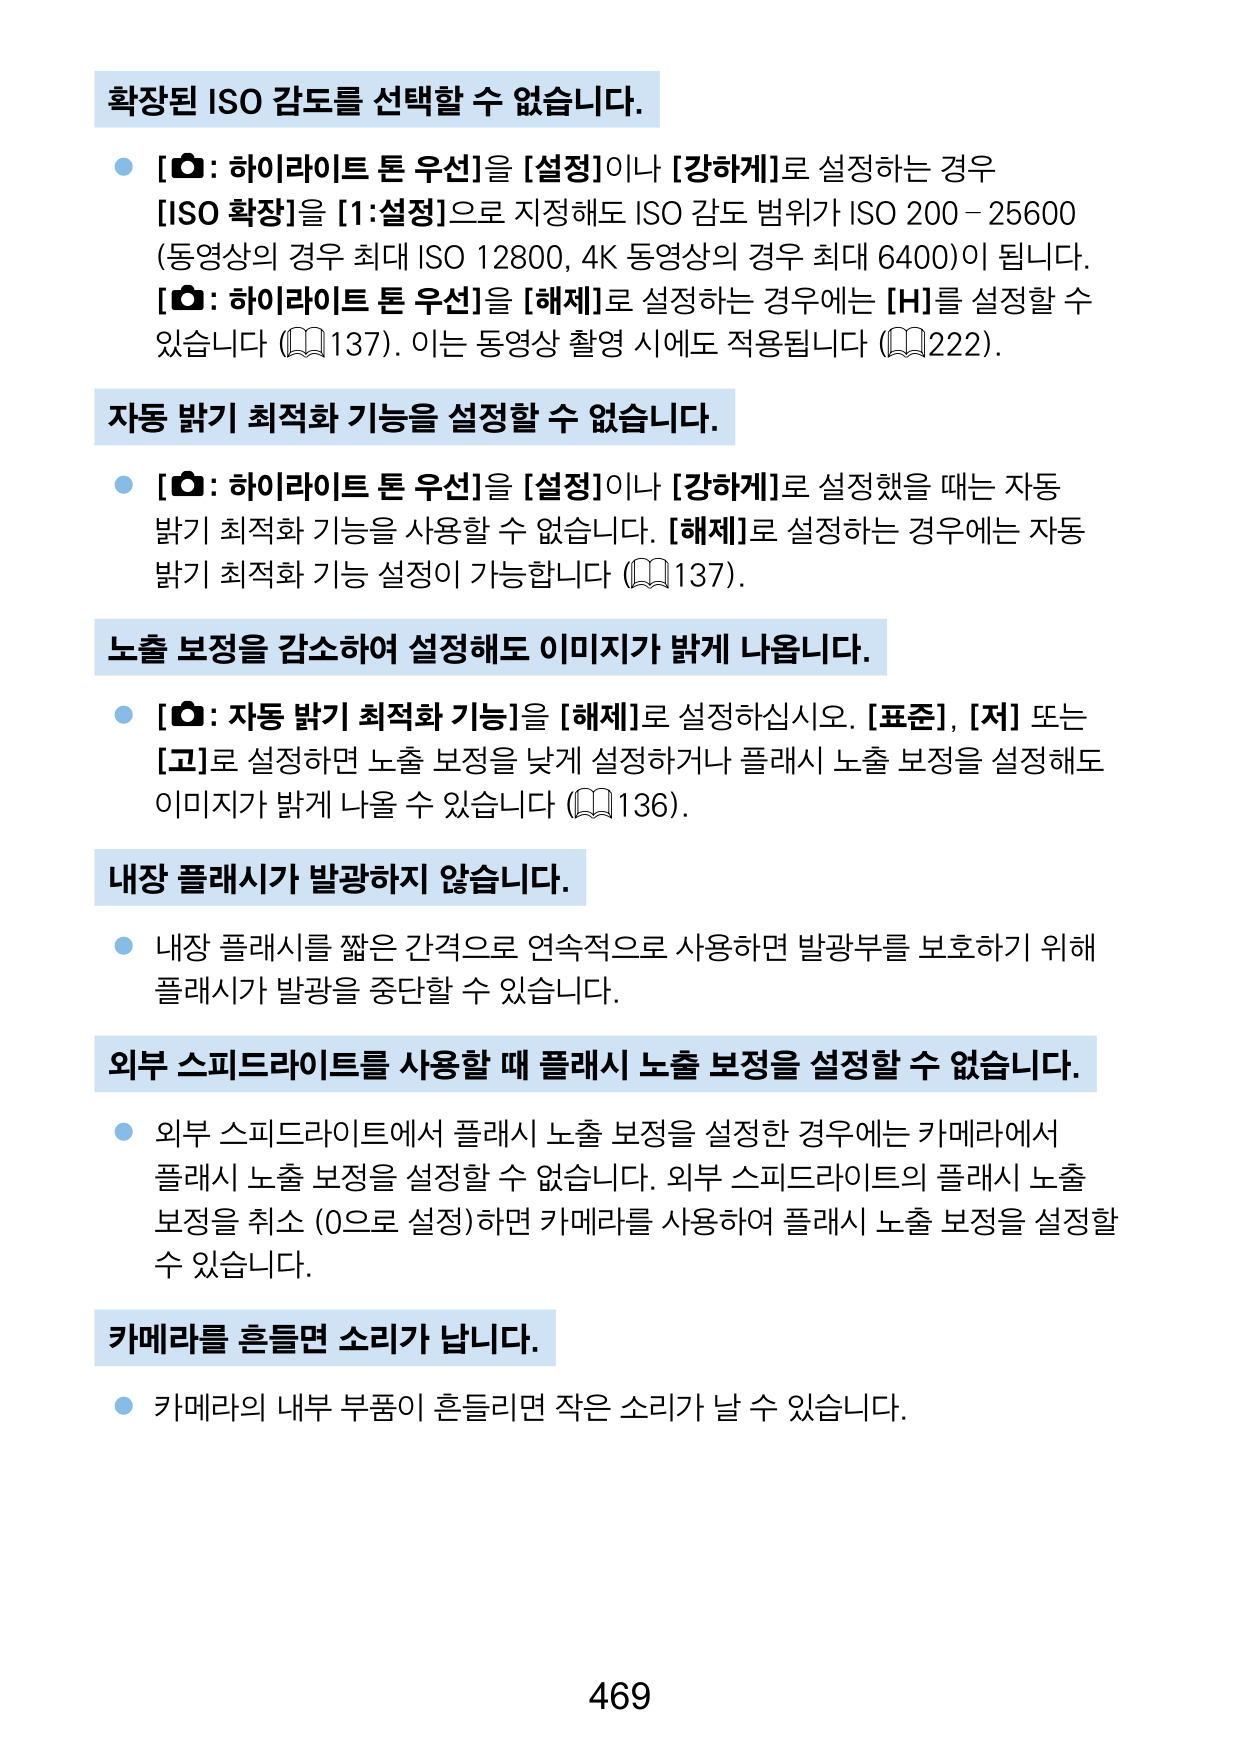 확장된 ISO 감도를 선택할 수 없습니다.
● [📷: 하이라이트 톤 우선]을 [설정]이나 [강하게]로 설정하는 경우
[ISO 확장]을 [1:설정]으로 지정해도 ISO 감도 범위가 ISO 200 – 25600
(동영상의 경우 최대 ISO 12800, 4K 동영상의 경우 최대 6400)이 됩니다.
[📷: 하이라이트 톤 우선]을 [해제]로 설정하는 경우에는 [H]를 설정할 수
있습니다 (📖137). 이는 동영상 촬영 시에도 적용됩니다 (📖222).
자동 밝기 최적화 기능을 설정할 수 없습니다.
● [📷: 하이라이트 톤 우선]을 [설정]이나 [강하게]로 설정했을 때는 자동
밝기 최적화 기능을 사용할 수 없습니다. [해제]로 설정하는 경우에는 자동
밝기 최적화 기능 설정이 가능합니다 (📖137).
노출 보정을 감소하여 설정해도 이미지가 밝게 나옵니다.
● [📷: 자동 밝기 최적화 기능]을 [해제]로 설정하십시오. [표준], [저] 또는
[고]로 설정하면 노출 보정을 낮게 설정하거나 플래시 노출 보정을 설정해도
이미지가 밝게 나올 수 있습니다 (📖136).
내장 플래시가 발광하지 않습니다.
● 내장 플래시를 짧은 간격으로 연속적으로 사용하면 발광부를 보호하기 위해
플래시가 발광을 중단할 수 있습니다.
외부 스피드라이트를 사용할 때 플래시 노출 보정을 설정할 수 없습니다.
● 외부 스피드라이트에서 플래시 노출 보정을 설정한 경우에는 카메라에서
플래시 노출 보정을 설정할 수 없습니다. 외부 스피드라이트의 플래시 노출
보정을 취소 (0으로 설정)하면 카메라를 사용하여 플래시 노출 보정을 설정할
수 있습니다.
카메라를 흔들면 소리가 납니다.
● 카메라의 내부 부품이 흔들리면 작은 소리가 날 수 있습니다.
469